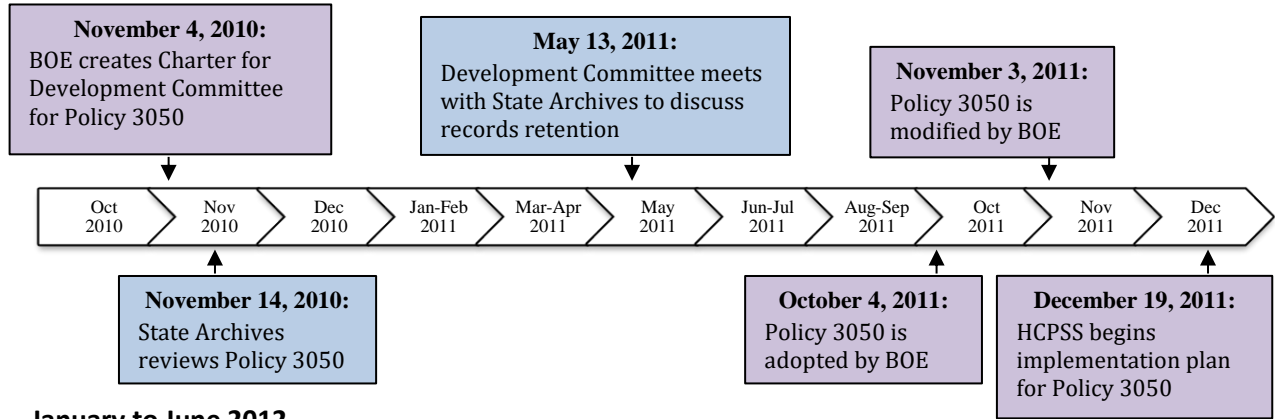 November 4, 2010:
BOE creates Charter for
Development Committee
for Policy 3050
May 13, 2011:
Development Committee meets
with State Archives to discuss
records retention
November 3, 2011:
Policy 3050 is
modified by BOE
Oct
2010
Nov
2010
Dec
2010
Jan-Feb
2011
Mar-Apr
2011
May
2011
Jun-Jul
2011
Aug-Sep
2011
Oct
2011
Nov
2011
Dec
2011
November 14, 2010:
State Archives
reviews Policy 3050
October 4, 2011:
Policy 3050 is
adopted by BOE
December 19, 2011:
HCPSS begins
implementation plan
for Policy 3050
January to June 2012